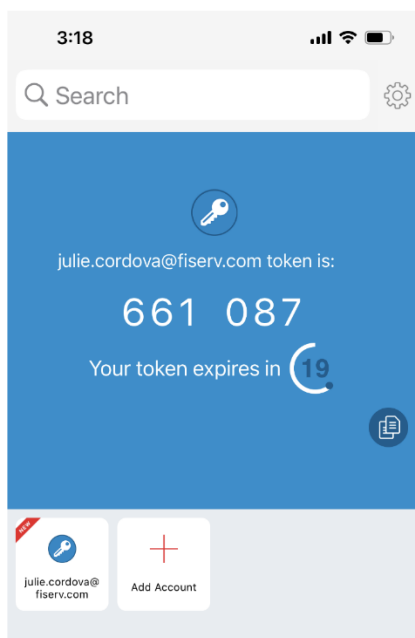 3:18
Search
julie.cordova@fiserv.com token is:
661 087
Your token expires in 19
NEW
julie.cordova@
fiserv.com
Add Account